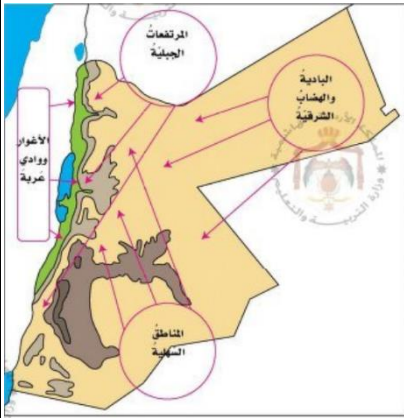 المرتفعاتُ
الجبليّةُ
الباديةُ
والهضابُ
الشرقيّةُ
الأغوار
ووادي
عَربة
المناطقُ
السهليّةُ